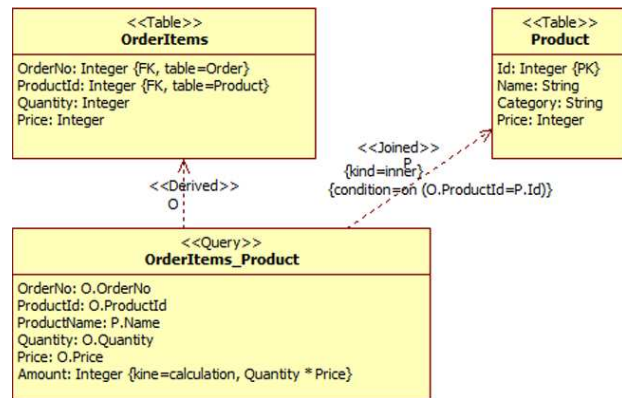 <<Table>>
OrderItems
OrderNo: Integer {FK, table=Order}
ProductId: Integer {FK, table=Product}
Quantity: Integer
Price: Integer
<<Table>>
Product
Id: Integer {PK}
Name: String
Category: String
Price: Integer
<<Joined>>
P
{kind=inner}
{condition=on (O.ProductId=P.Id)}
<<Derived>>
O
<<Query>>
OrderItems_Product
OrderNo: O.OrderNo
ProductId: O.ProductId
ProductName: P.Name
Quantity: O.Quantity
Price: O.Price
Amount: Integer {kine=calculation, Quantity * Price}